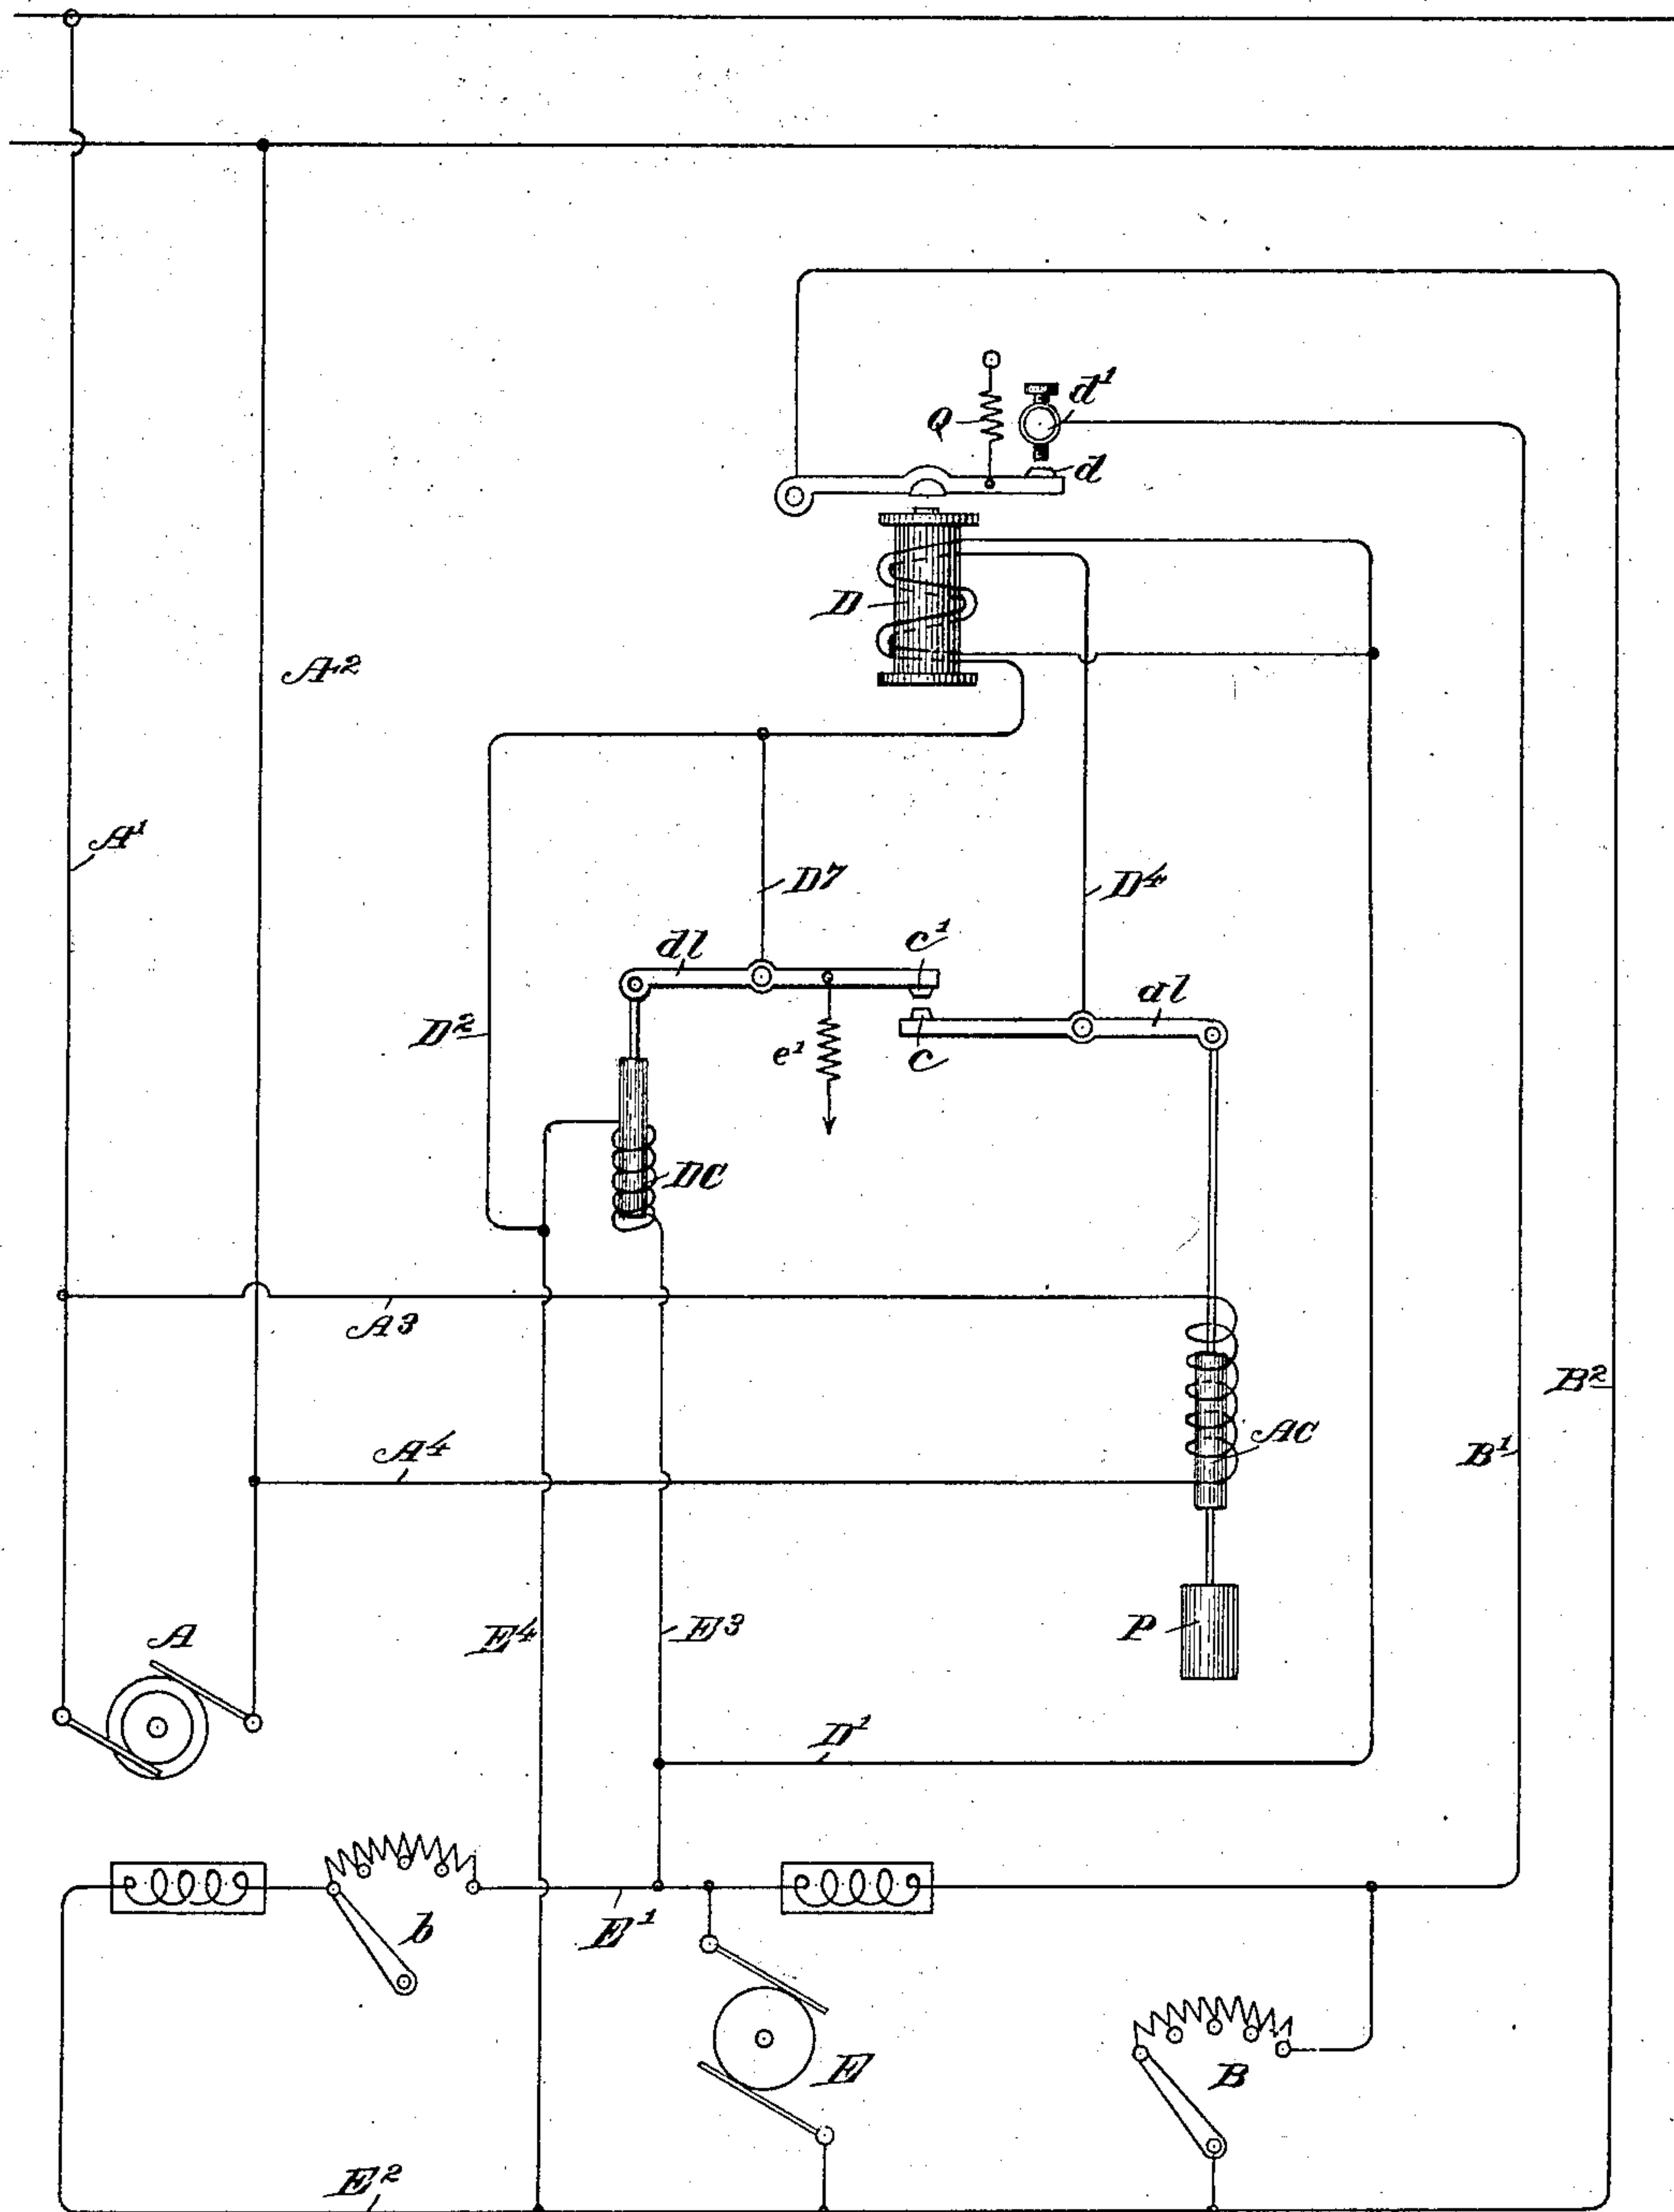 d¹
Q
d
D
A²
A¹
D7
D⁴
c¹
dl
al
D²
e¹
c
DC
A3
B²
A⁴
AC
B¹
E⁴
E³
P
A
D¹
b
E¹
E
B
E²